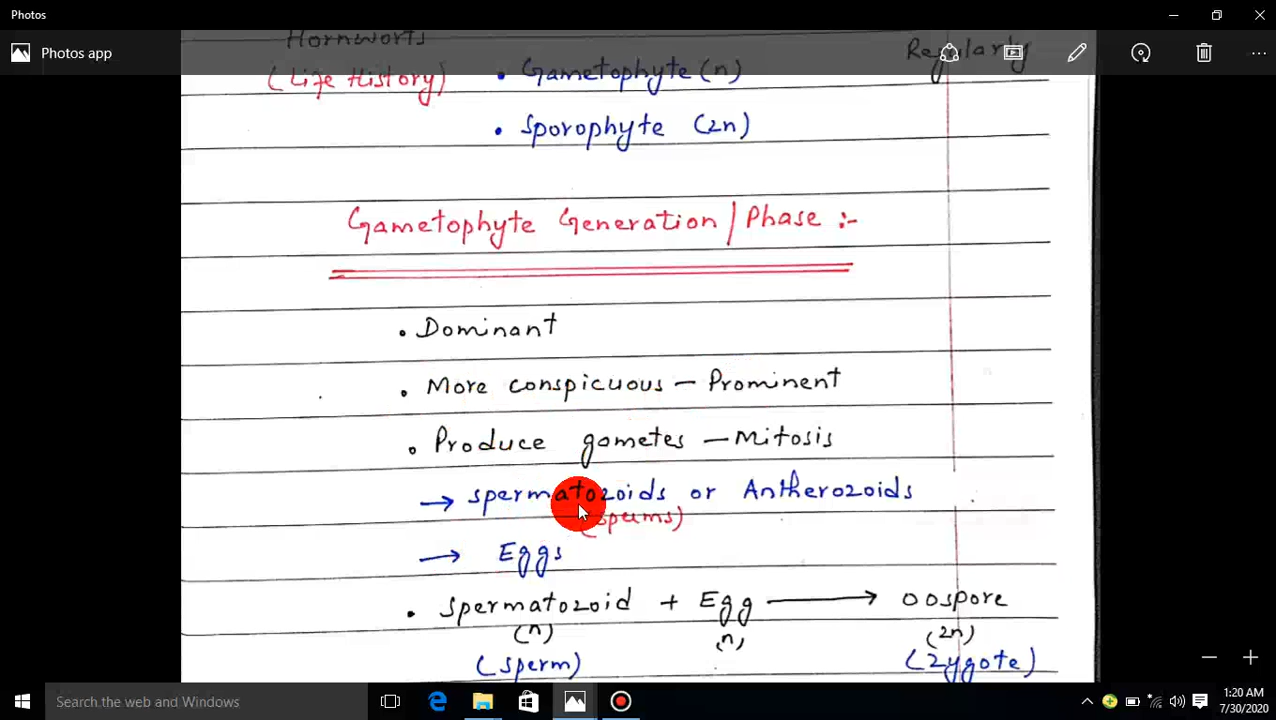 Photos
Photos app
Hornworts
Regularly
(Life History)
• Gametophyte (n)
• Sporophyte (2n)
Gametophyte Generation/Phase :-
• Dominant
• More conspicuous - Prominent
• Produce gametes - Mitosis
→ spermatozoids or Antherozoids
(sperms)
→ Eggs
• Spermatozoid + Egg → Oospore
(n) (n) (2n)
(sperm) (Zygote)
Search the web and Windows
1:20 AM
7/30/2020